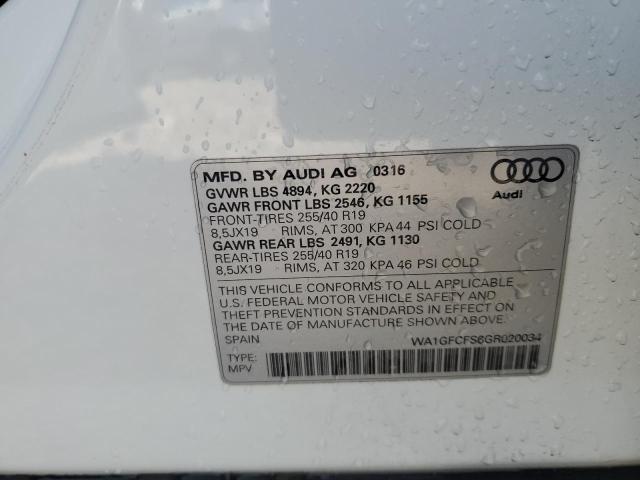 MFD. BY AUDI AG 0316
GVWR LBS 4894, KG 2220
GAWR FRONT LBS 2546, KG 1155
FRONT-TIRES 255/40 R19
8,5JX19 RIMS, AT 300 KPA 44 PSI COLD
GAWR REAR LBS 2491, KG 1130
REAR-TIRES 255/40 R19
8,5JX19 RIMS, AT 320 KPA 46 PSI COLD
Audi
THIS VEHICLE CONFORMS TO ALL APPLICABLE
U.S. FEDERAL MOTOR VEHICLE SAFETY AND
THEFT PREVENTION STANDARDS IN EFFECT ON
THE DATE OF MANUFACTURE SHOWN ABOVE.
SPAIN
WA1GFCFS6GR020034
TYPE:
MPV